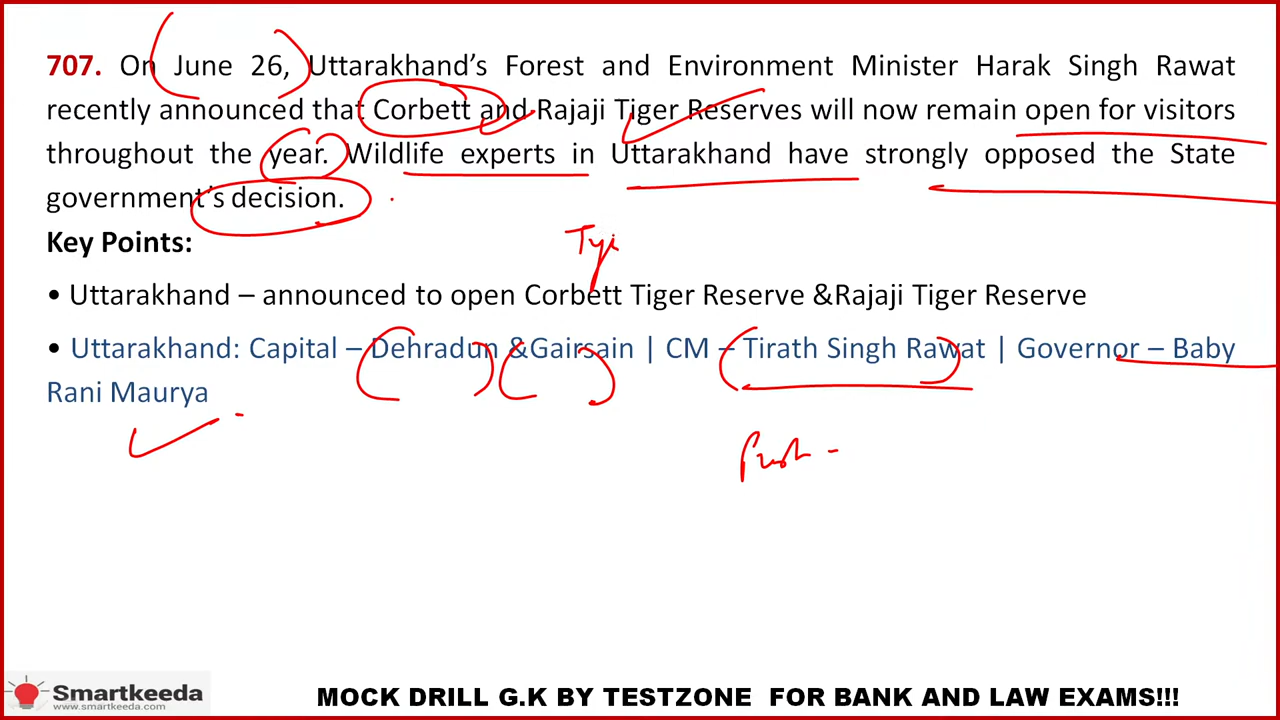 707. On June 26, Uttarakhand's Forest and Environment Minister Harak Singh Rawat
recently announced that Corbett and Rajaji Tiger Reserves will now remain open for visitors
throughout the year. Wildlife experts in Uttarakhand have strongly opposed the State
government's decision.
Key Points:
• Uttarakhand – announced to open Corbett Tiger Reserve &Rajaji Tiger Reserve
• Uttarakhand: Capital – Dehradun &Gairsain | CM – Tirath Singh Rawat | Governor – Baby
Rani Maurya
Smartkeeda
www.smartkeeda.com
MOCK DRILL G.K BY TESTZONE FOR BANK AND LAW EXAMS!!!